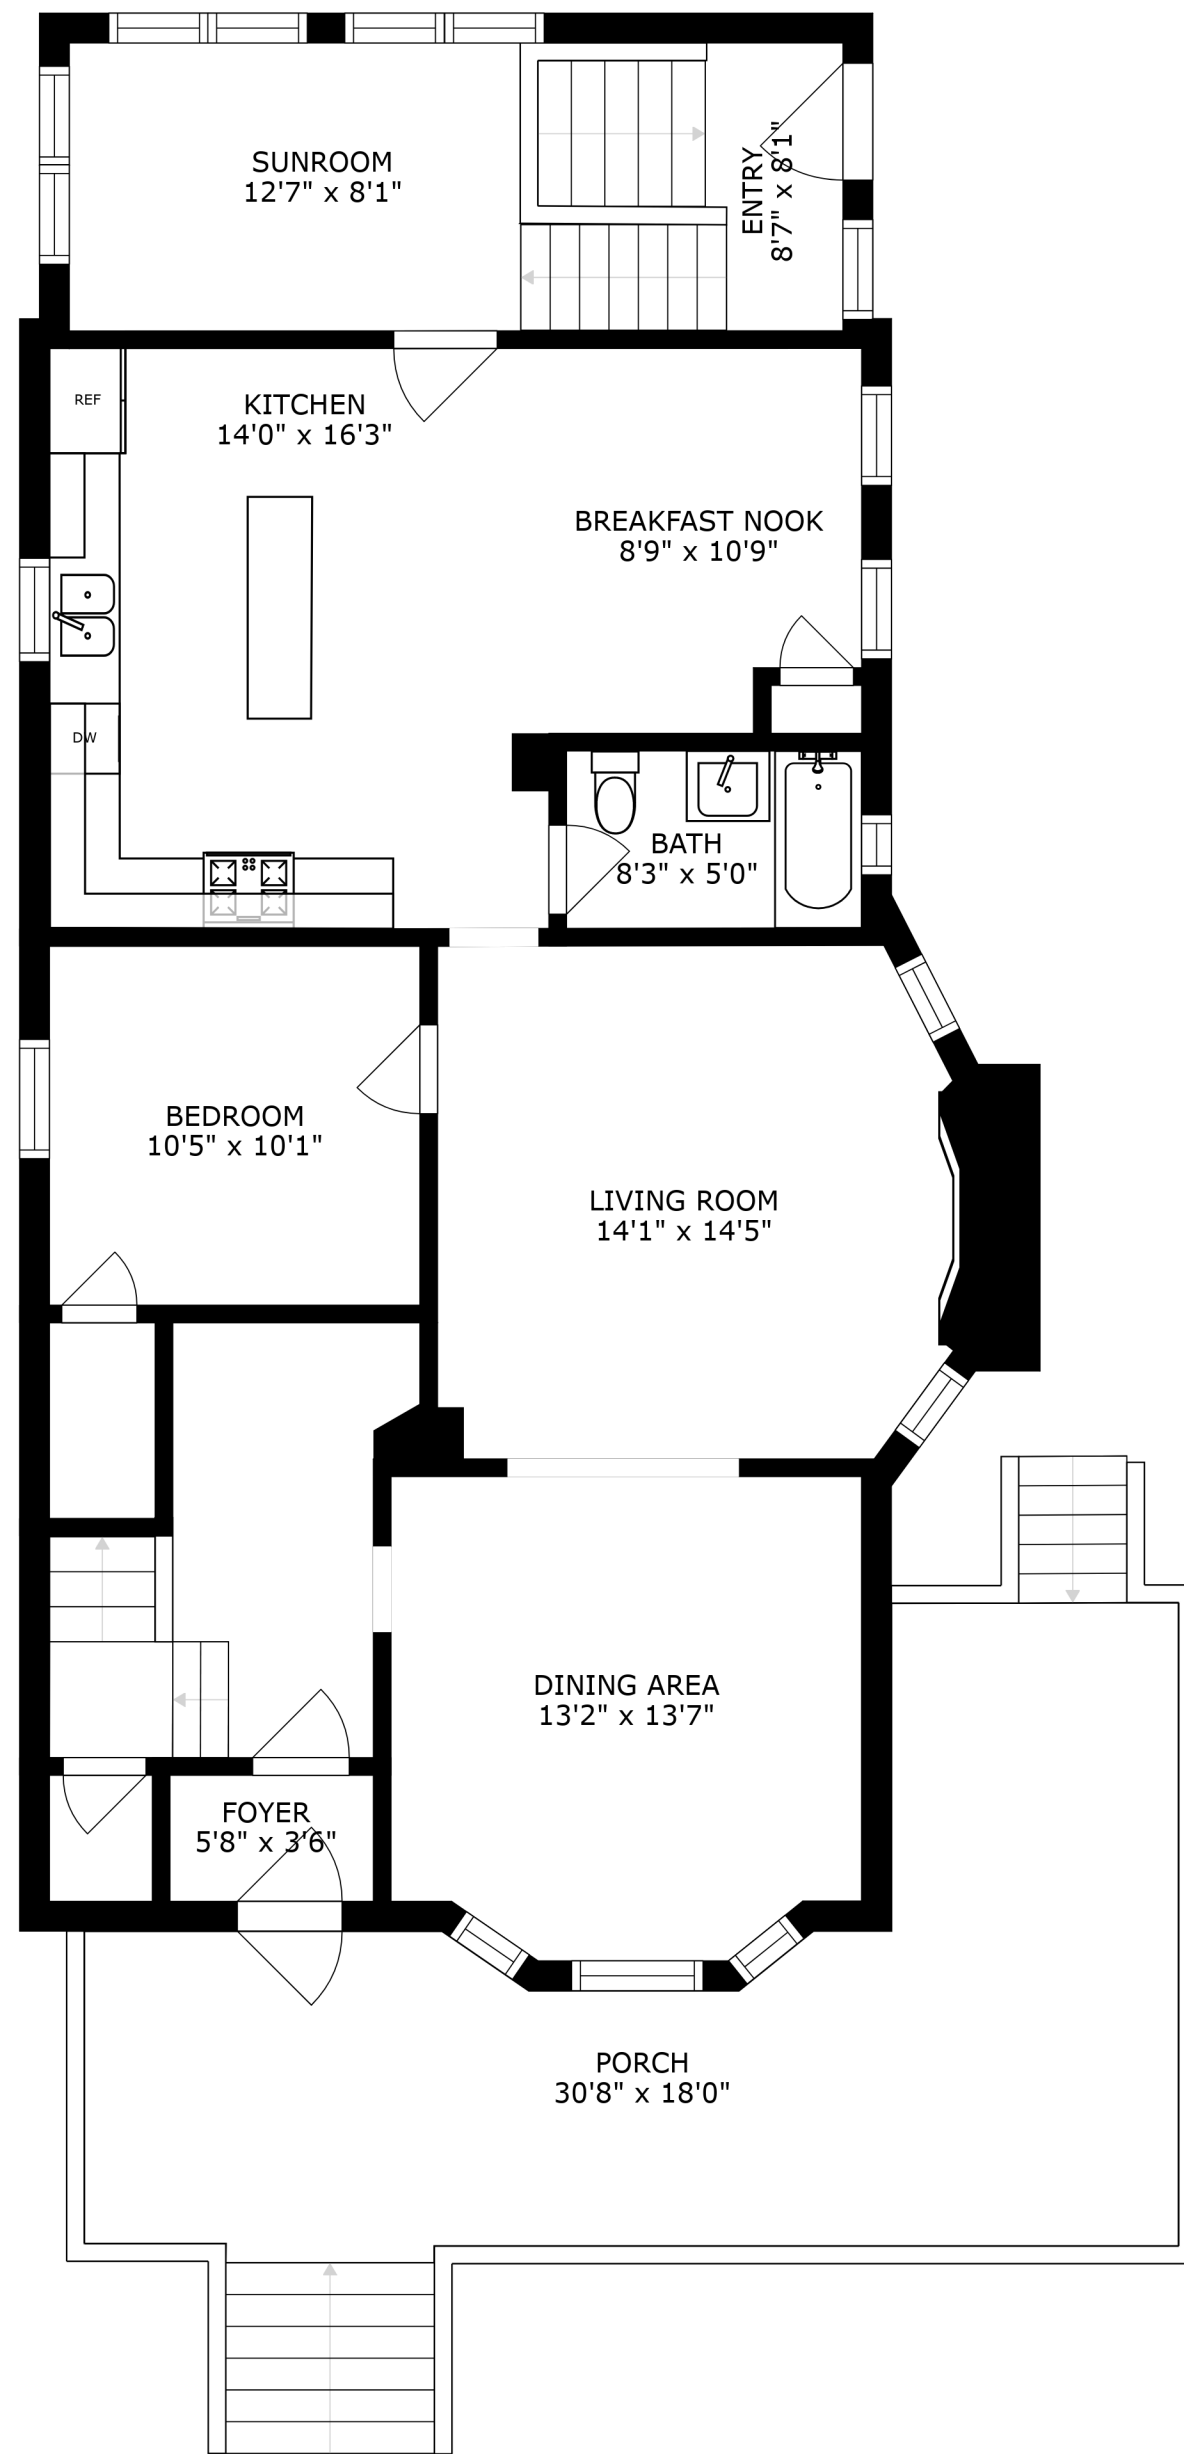 SUNROOM
12'7" x 8'1"
ENTRY
8'7" x 8'1"
REF
KITCHEN
14'0" x 16'3"
BREAKFAST NOOK
8'9" x 10'9"
DW
BATH
8'3" x 5'0"
BEDROOM
10'5" x 10'1"
LIVING ROOM
14'1" x 14'5"
DINING AREA
13'2" x 13'7"
FOYER
5'8" x 3'6"
PORCH
30'8" x 18'0"